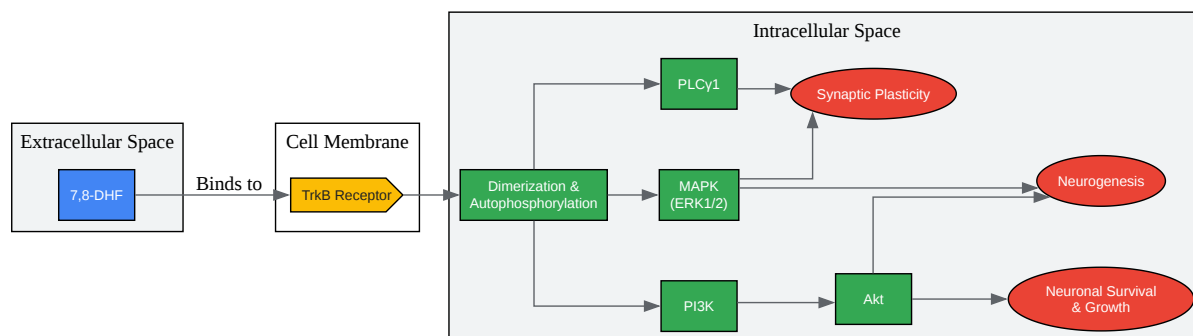 Intracellular Space
PLCγ1
Synaptic Plasticity
Extracellular Space
Cell Membrane
7,8-DHF
Binds to
TrkB Receptor
Dimerization &
Autophosphorylation
MAPK
(ERK1/2)
Neurogenesis
PI3K
Akt
Neuronal Survival
& Growth